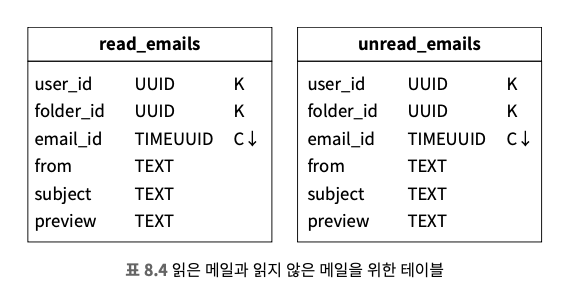 read_emails
user_id UUID K
folder_id UUID K
email_id TIMEUUID C↓
from TEXT
subject TEXT
preview TEXT
unread_emails
user_id UUID K
folder_id UUID K
email_id TIMEUUID C↓
from TEXT
subject TEXT
preview TEXT
표 8.4 읽은 메일과 읽지 않은 메일을 위한 테이블